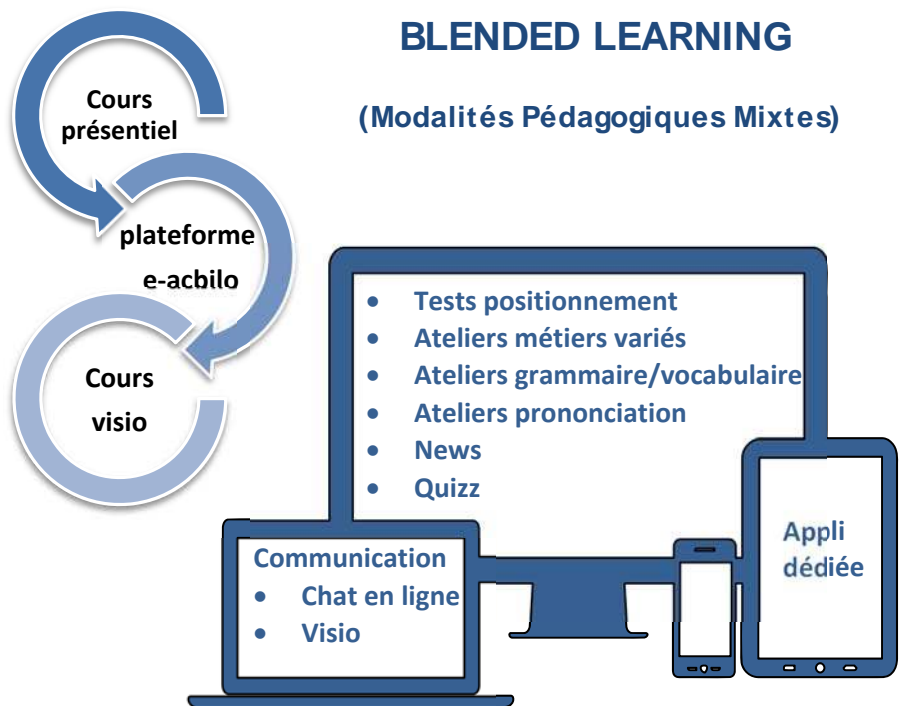 BLENDED LEARNING
(Modalités Pédagogiques Mixtes)
Cours
présentiel
plateforme
e-acbilo
Cours
visio
• Tests positionnement
• Ateliers métiers variés
• Ateliers grammaire/vocabulaire
• Ateliers prononciation
• News
• Quizz
Communication
• Chat en ligne
• Visio
Appli
dédiée